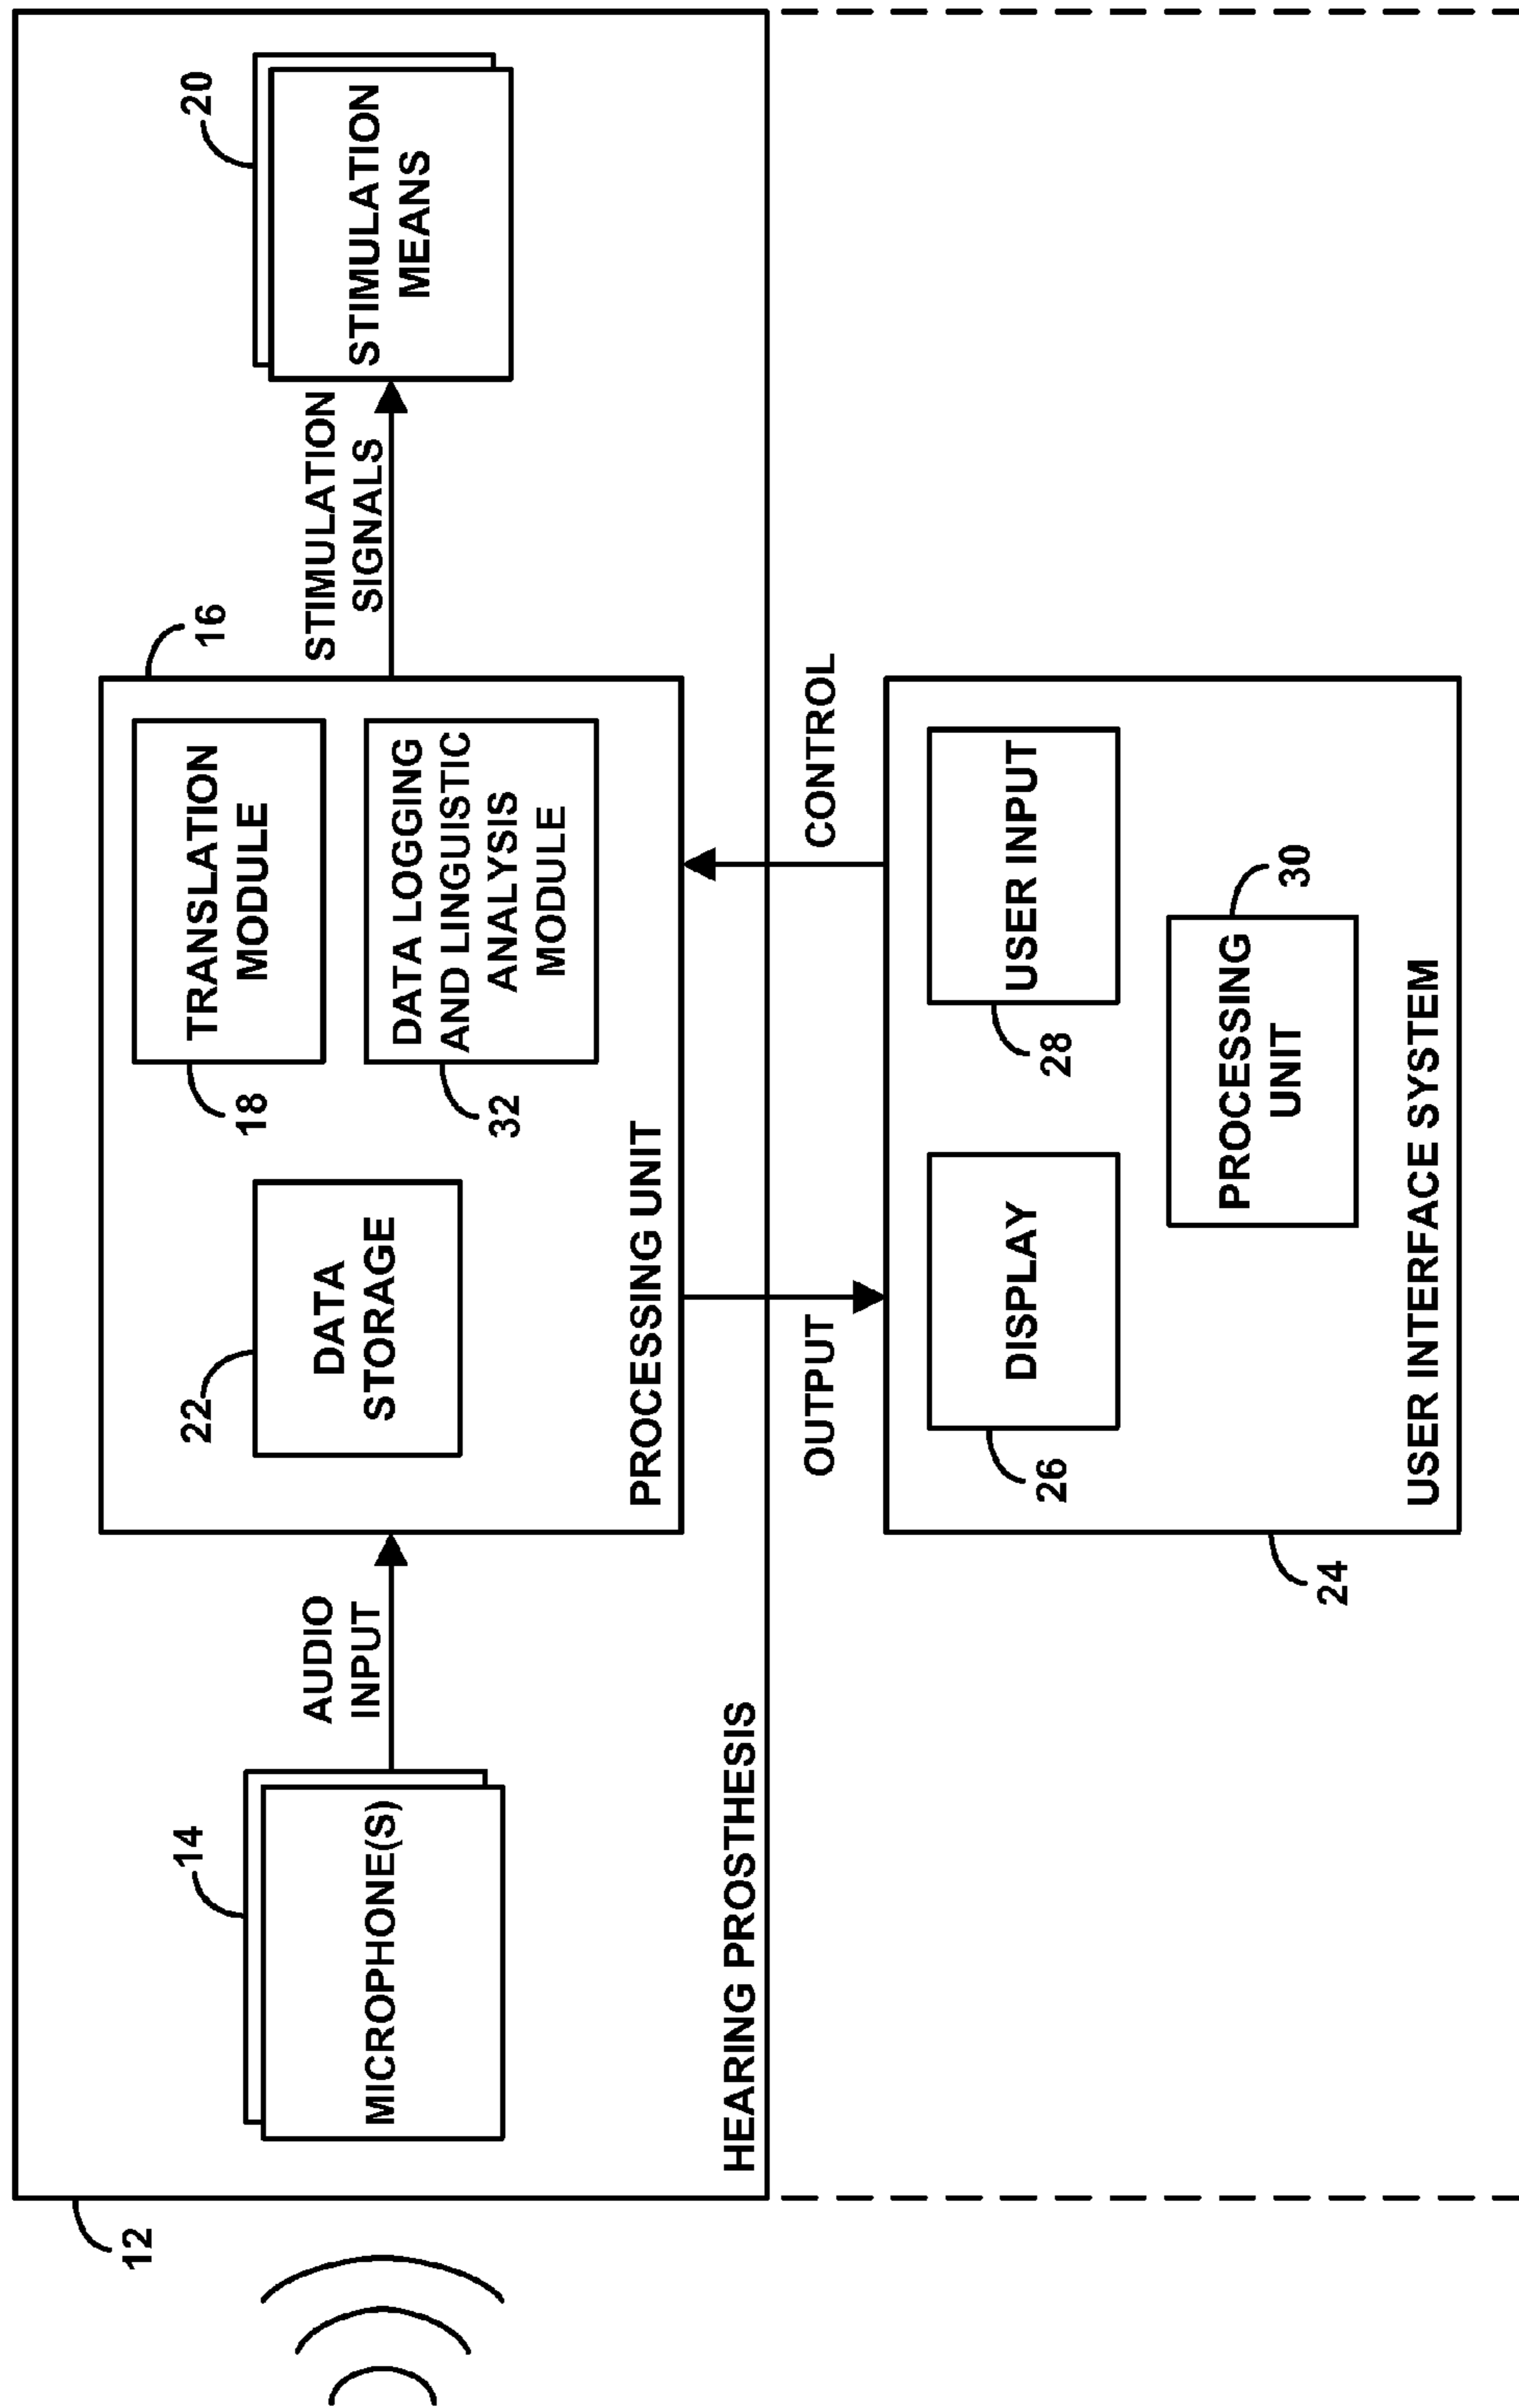 12
14
MICROPHONE(S)
AUDIO
INPUT
22
DATA
STORAGE
18
TRANSLATION
MODULE
32
DATA LOGGING
AND LINGUISTIC
ANALYSIS
MODULE
PROCESSING UNIT
16
STIMULATION
SIGNALS
20
STIMULATION
MEANS
HEARING PROSTHESIS
OUTPUT
CONTROL
26
DISPLAY
28
USER INPUT
PROCESSING
UNIT
30
USER INTERFACE SYSTEM
24